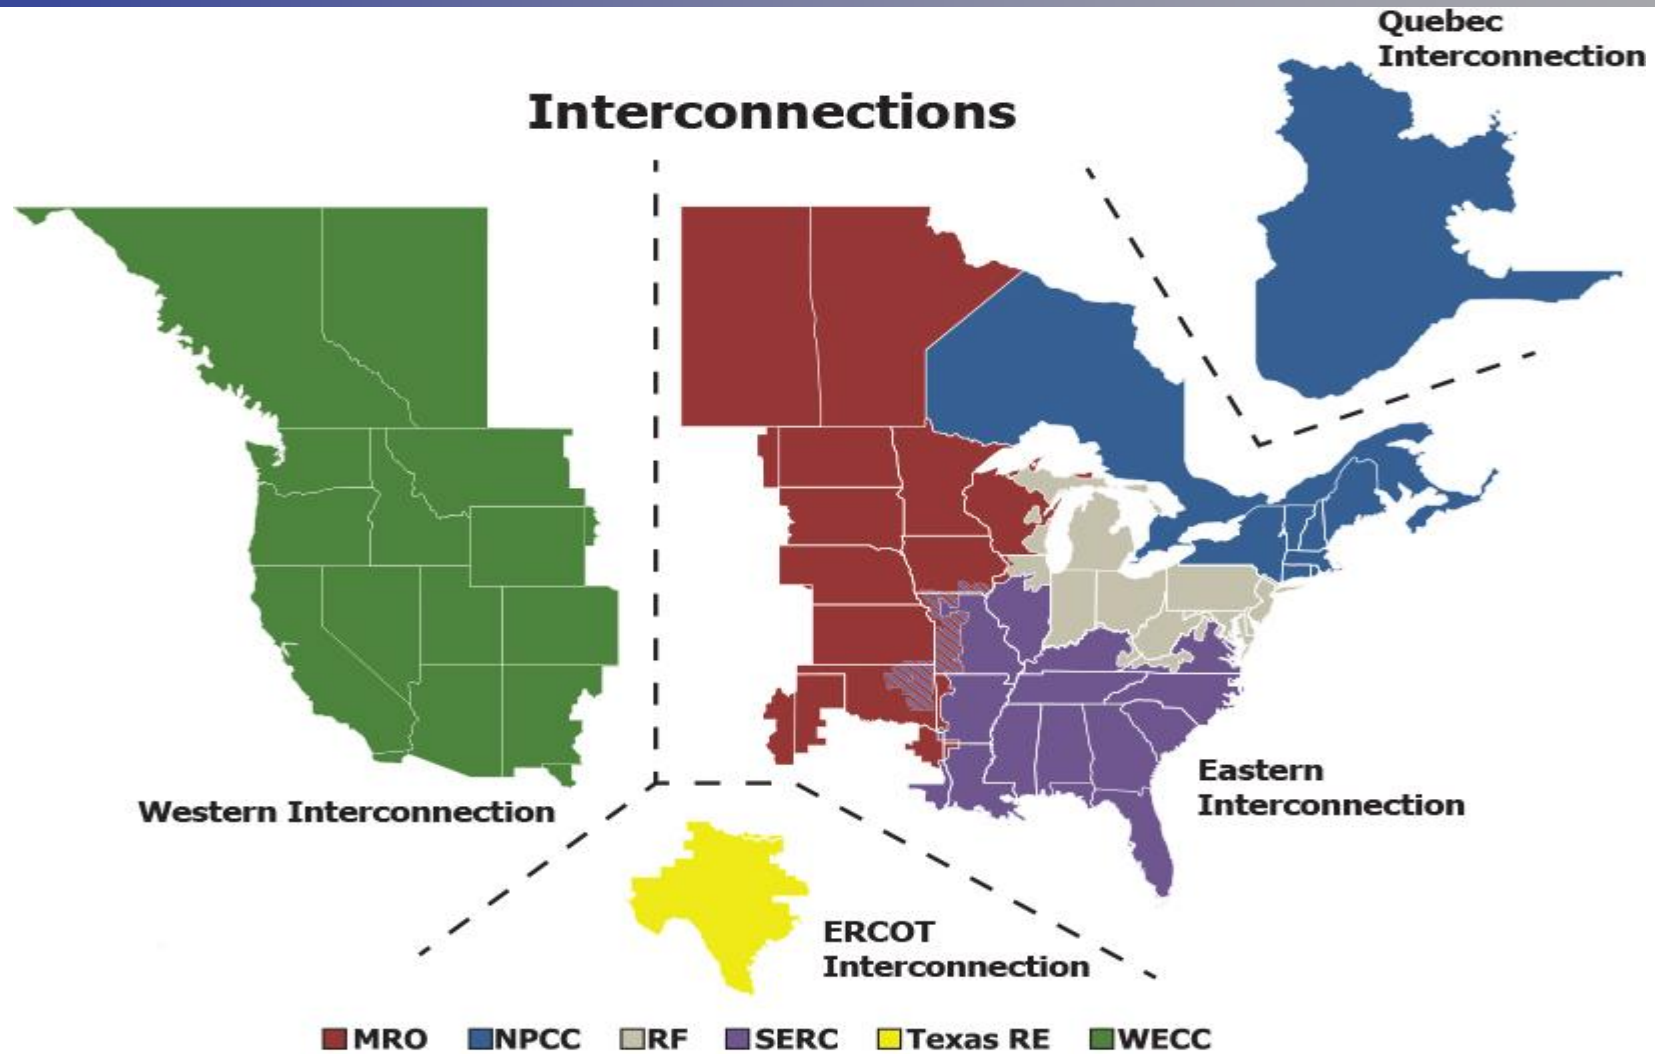 Quebec
Interconnection
Interconnections
Western Interconnection
Eastern
Interconnection
ERCOT
Interconnection
MRO NPCC RF SERC Texas RE WECC